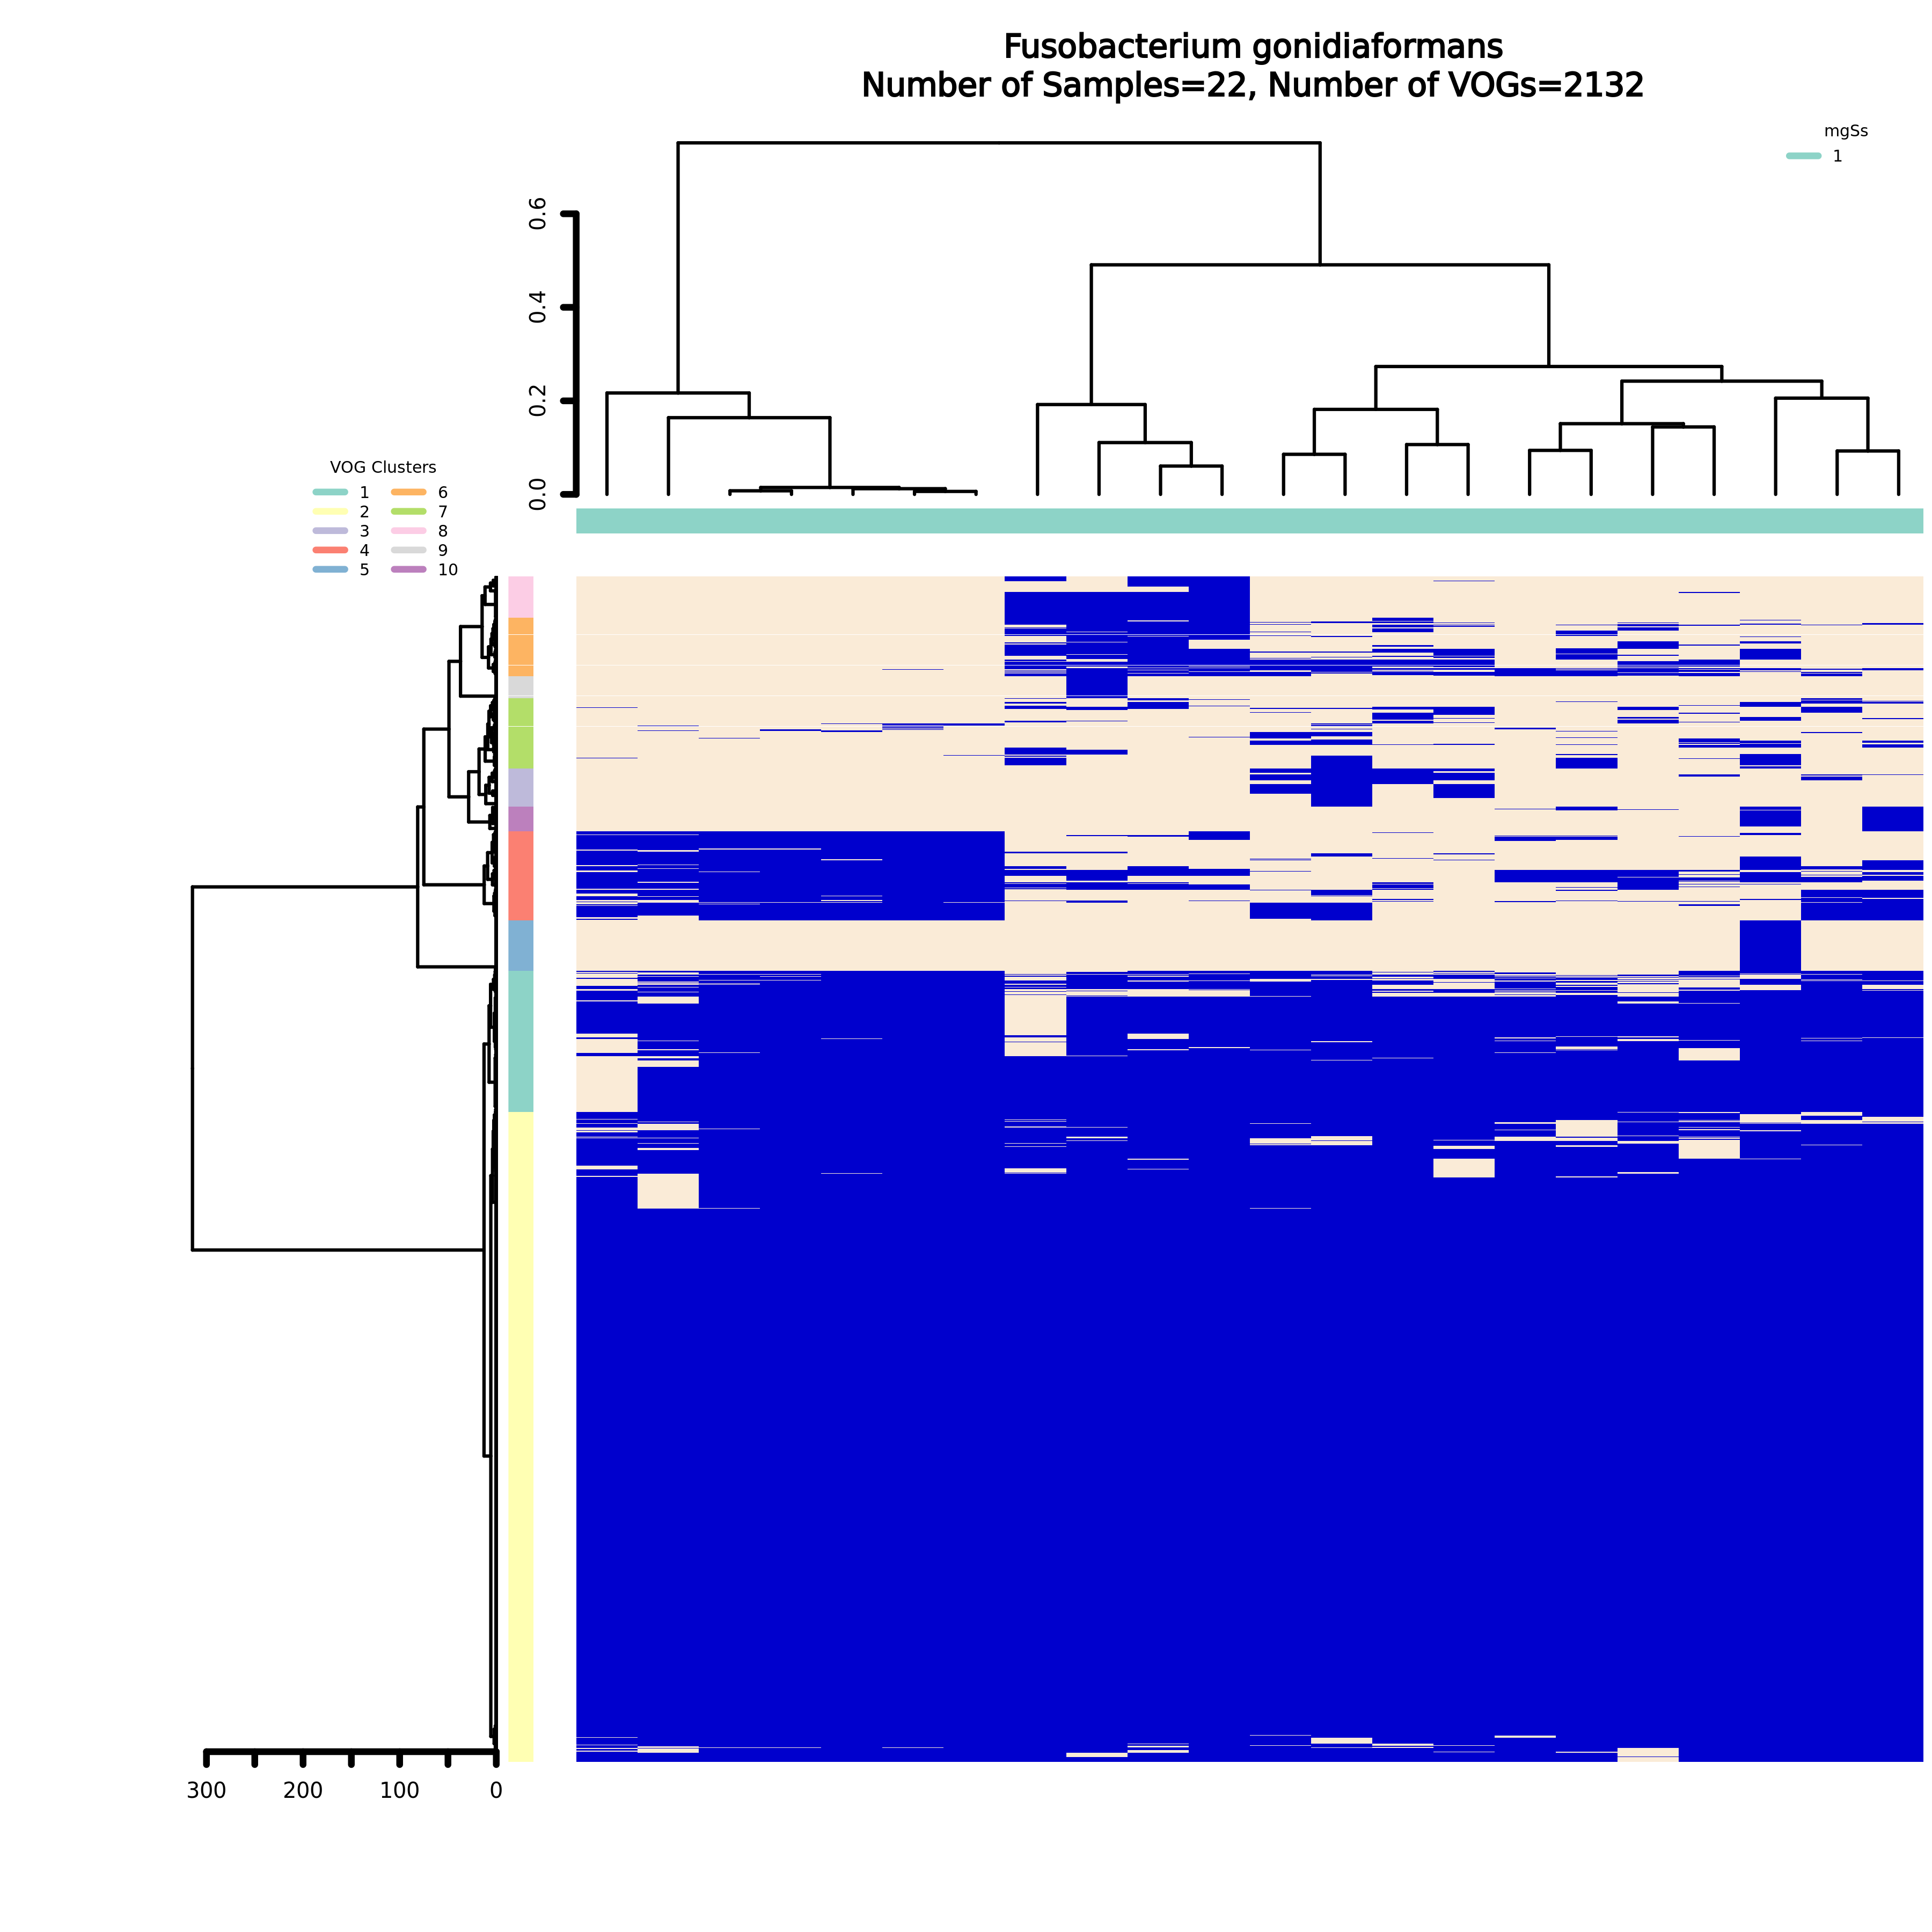 Fusobacterium gonidiaformans
Number of Samples=22, Number of VOGs=2132
mgSs
1
0.6
0.4
0.2
0.0
VOG Clusters
1 6
2 7
3 8
4 9
5 10
300 200 100 0